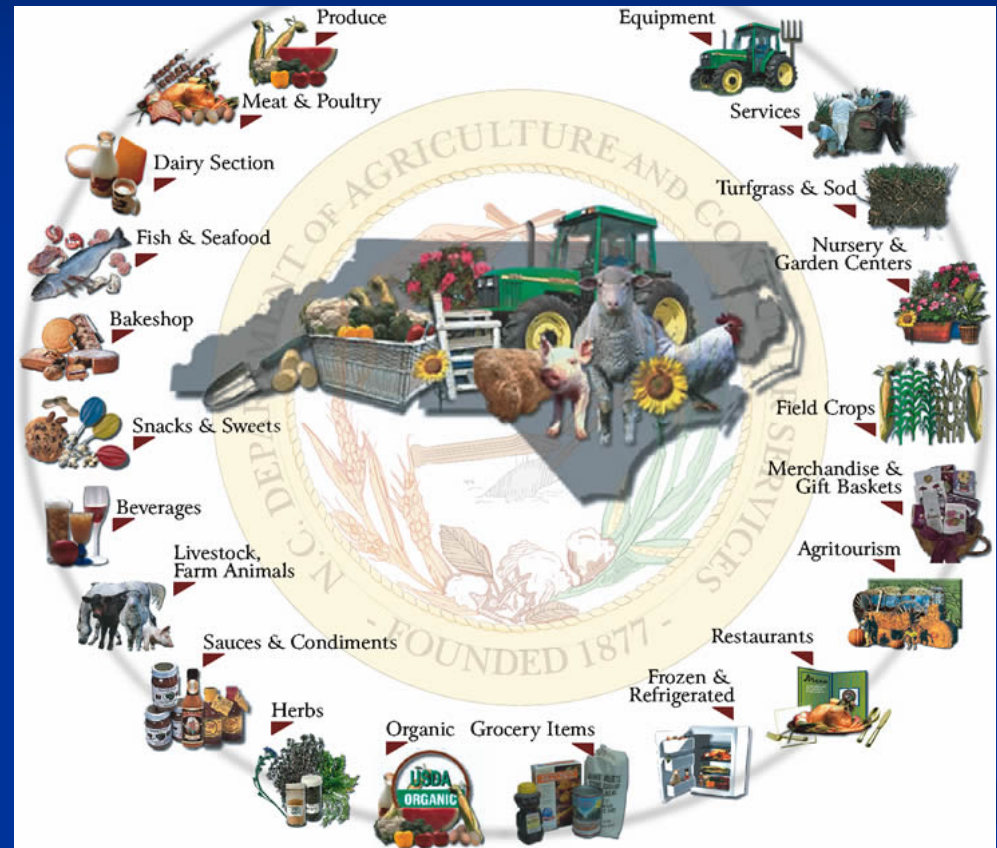 Produce
Equipment
Meat & Poultry
Services
Dairy Section
Turfgrass & Sod
Fish & Seafood
Nursery &
Garden Centers
Bakeshop
Field Crops
Snacks & Sweets
Merchandise &
Gift Baskets
Beverages
Agritourism
Livestock,
Farm Animals
Restaurants
Sauces & Condiments
Frozen &
Refrigerated
Herbs
Organic
Grocery Items
USDA
ORGANIC
Menu
N.C. DEPARTMENT OF AGRICULTURE AND CONSUMER SERVICES
- FOUNDED 1877 -